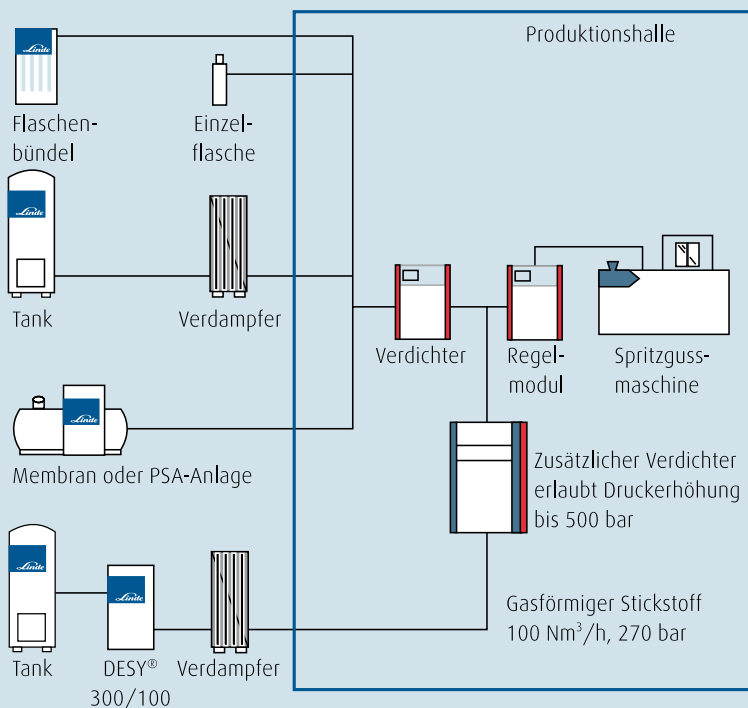 Produktionshalle
Linde
Flaschen-
bündel
Einzel-
flasche
Linde
Tank
Verdampfer
Verdichter
Regel-
modul
Spritzguss-
maschine
Linde
Membran oder PSA-Anlage
Zusätzlicher Verdichter
erlaubt Druckerhöhung
bis 500 bar
Linde
Linde
Tank
DESY®
300/100
Verdampfer
Gasförmiger Stickstoff
100 Nm³/h, 270 bar